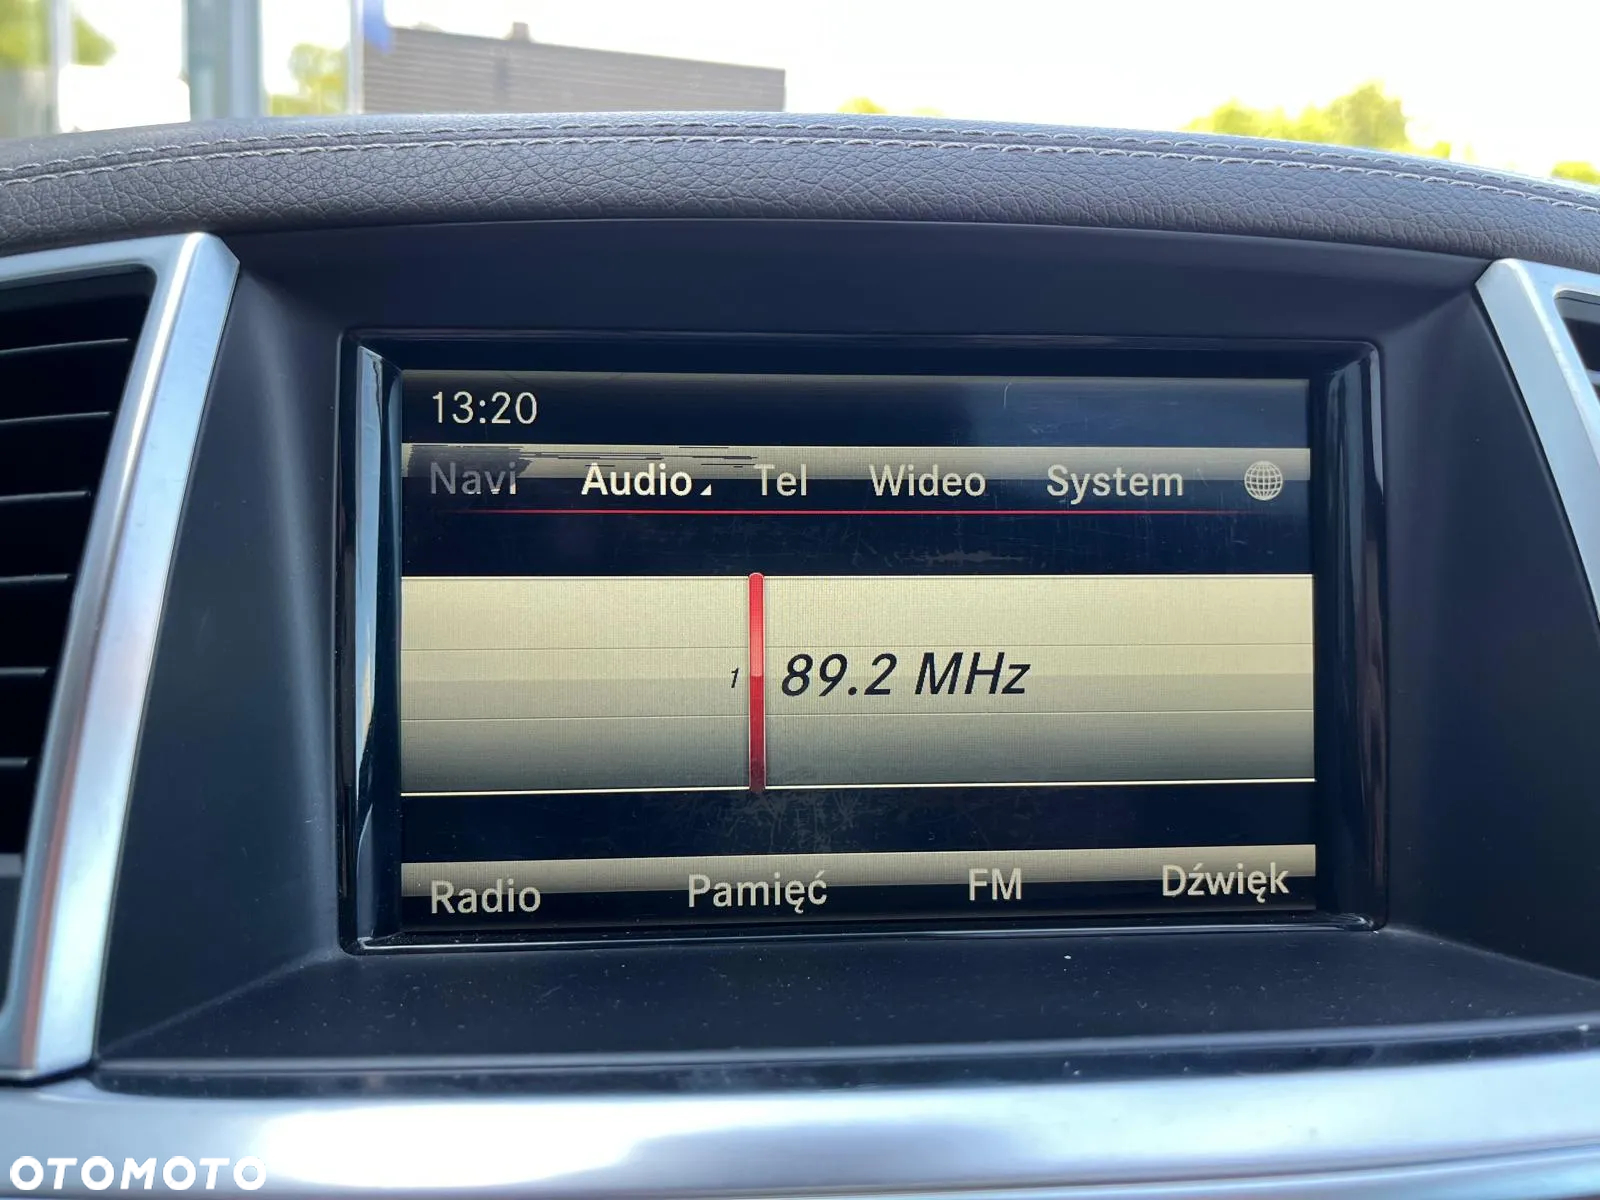 13:20
Navi Audio Tel Wideo System
1 89.2 MHz
Radio Pamięć FM Dźwięk
OTOMOTO